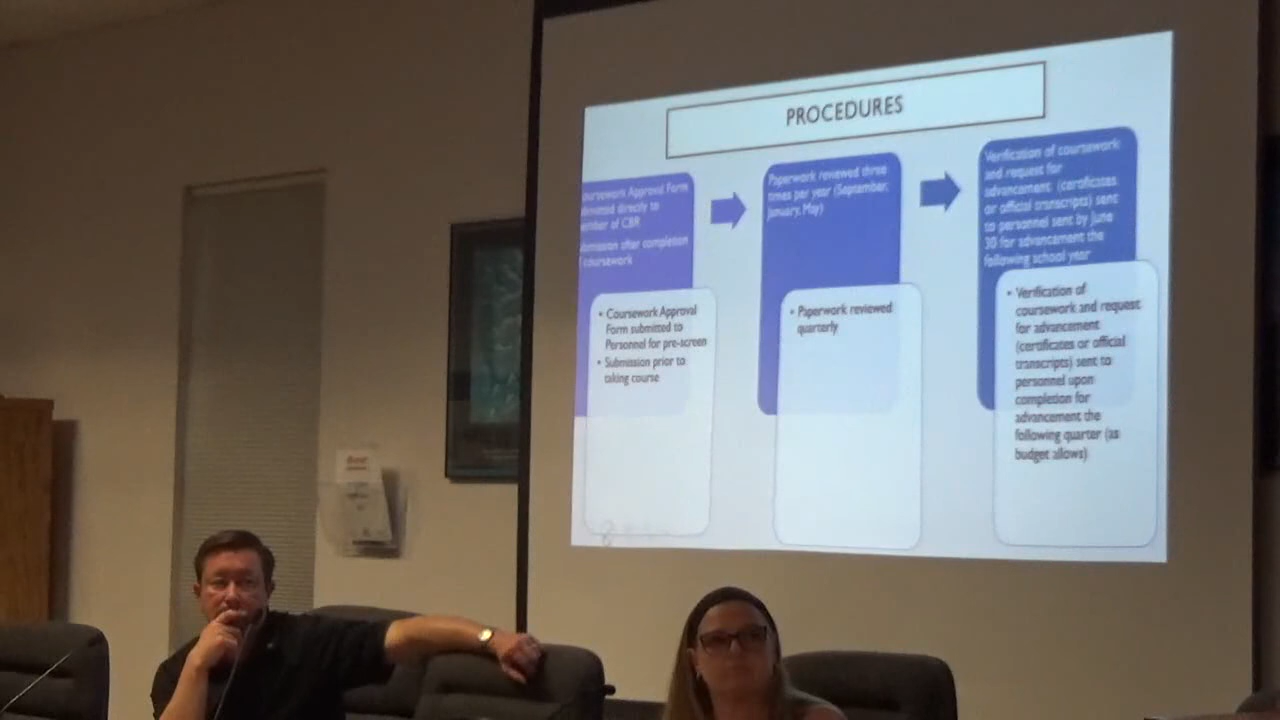 PROCEDURES
oursework Approval Form
bmitted directly to
ember of CBR
bmission after completion
f coursework
• Coursework Approval
Form submitted to
Personnel for pre-screen
• Submission prior to
taking course
Paperwork reviewed three
times per year (September,
January, May)
• Paperwork reviewed
quarterly
Verification of coursework
and request for
advancement (certificates
or official transcripts) sent
to personnel sent by June
30 for advancement the
following school year
• Verification of
coursework and request
for advancement
(certificates or official
transcripts) sent to
personnel upon
completion for
advancement the
following quarter (as
budget allows)